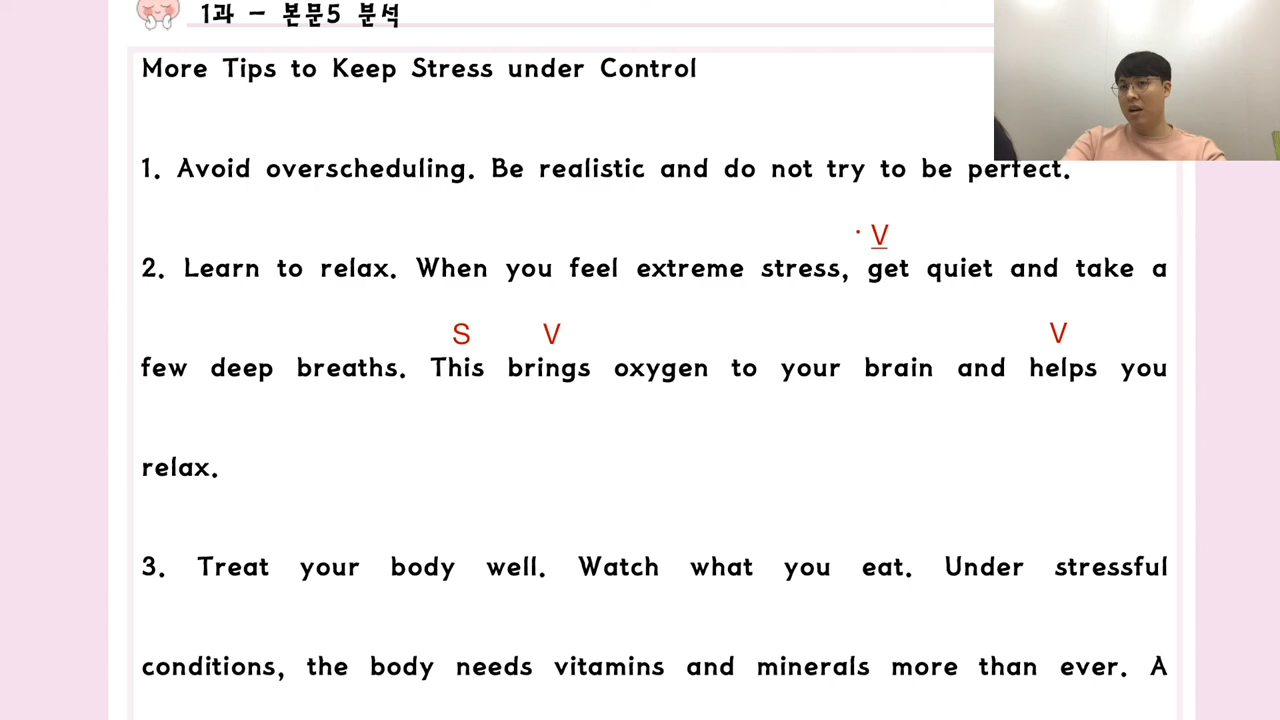 1과 - 본문5 분석
More Tips to Keep Stress under Control
1. Avoid overscheduling. Be realistic and do not try to be perfect.
V
2. Learn to relax. When you feel extreme stress, get quiet and take a
S V V
few deep breaths. This brings oxygen to your brain and helps you
relax.
3. Treat your body well. Watch what you eat. Under stressful
conditions, the body needs vitamins and minerals more than ever. A